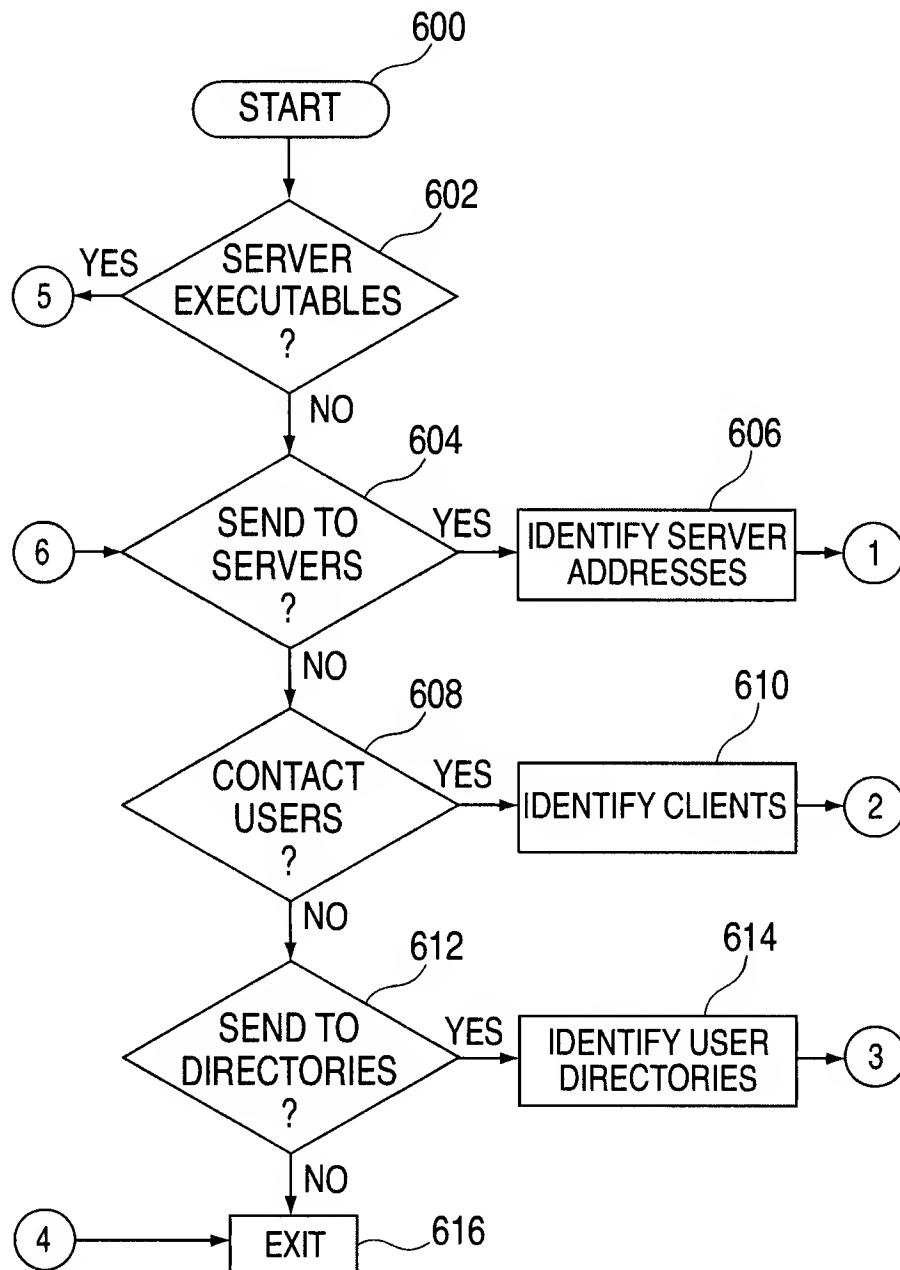 600
START
602
YES
SERVER
EXECUTABLES
?
5
NO
604
606
6
SEND TO
SERVERS
?
YES
IDENTIFY SERVER
ADDRESSES
1
NO
608
610
CONTACT
USERS
?
YES
IDENTIFY CLIENTS
2
NO
612
614
SEND TO
DIRECTORIES
?
YES
IDENTIFY USER
DIRECTORIES
3
NO
4
EXIT
616